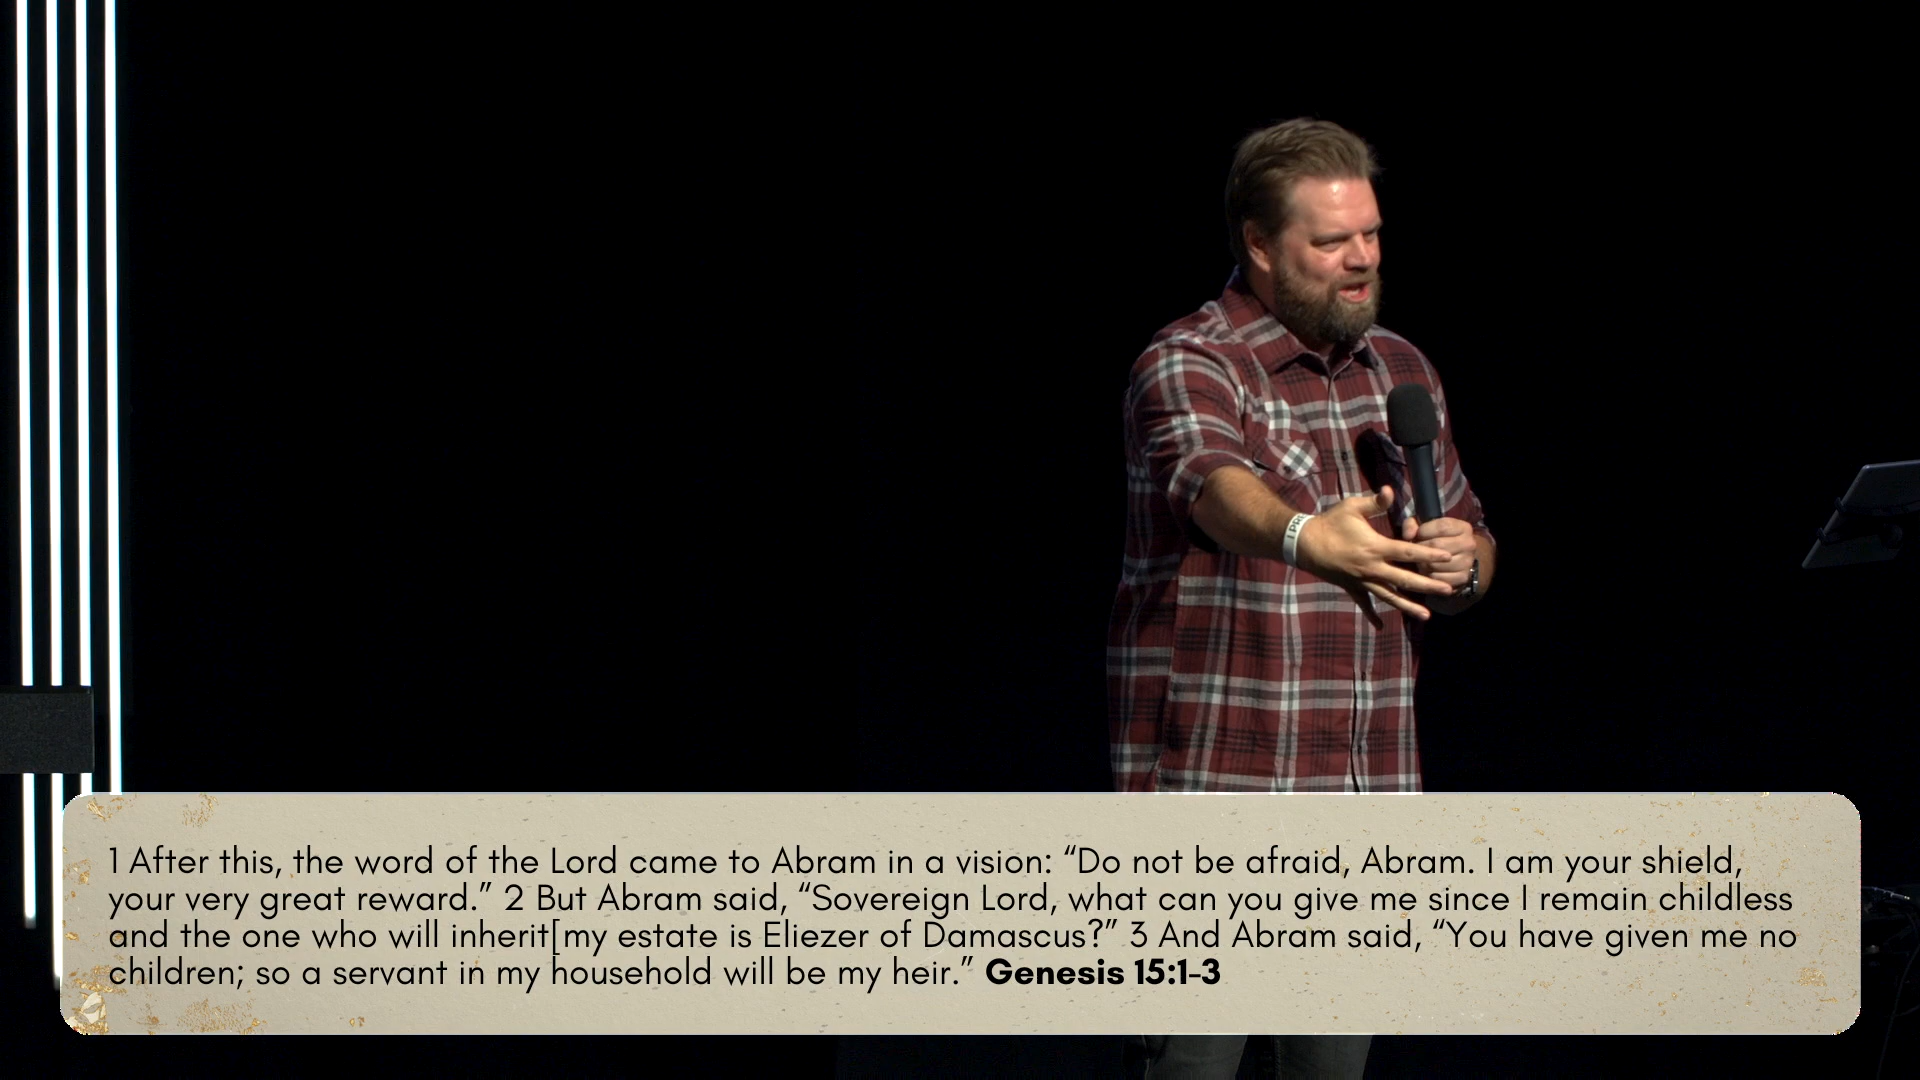 I PR
1 After this, the word of the Lord came to Abram in a vision: “Do not be afraid, Abram. I am your shield,
your very great reward.” 2 But Abram said, “Sovereign Lord, what can you give me since I remain childless
and the one who will inherit[my estate is Eliezer of Damascus?” 3 And Abram said, “You have given me no
children; so a servant in my household will be my heir.” Genesis 15:1-3